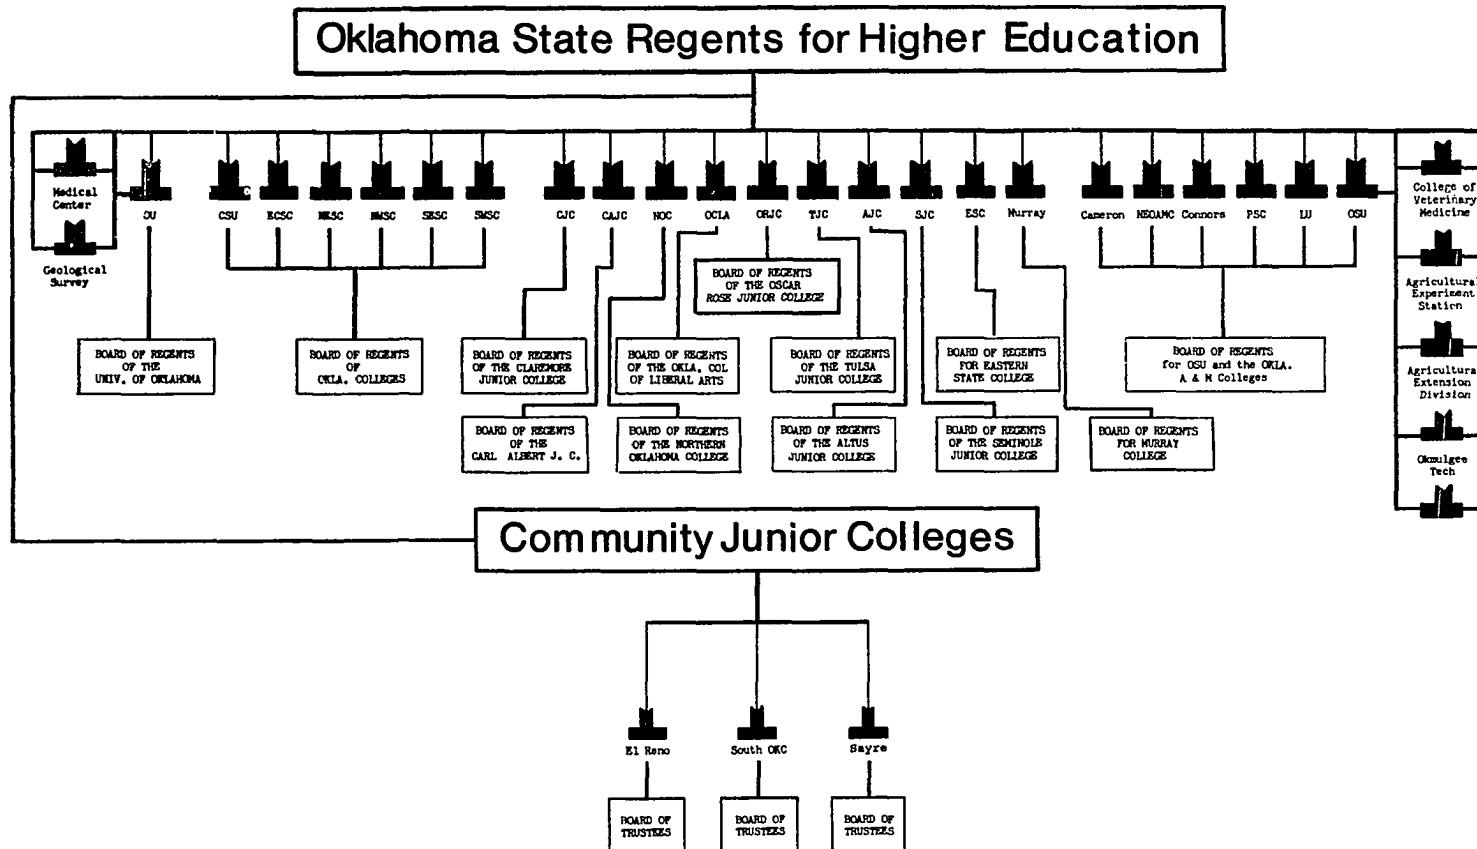 Oklahoma State Regents for Higher Education
Medical
Center
Geological
Survey
OU
CSU
ECSC
NESC
NWSC
SESC
SWSC
CJC
CAJC
NOC
OCLA
ORJC
TJC
AJC
SJC
ESC
Murray
Cameron
NEOAMC
Connors
PSC
LU
OSU
College of
Veterinary
Medicine
Agricultural
Experiment
Station
Agricultural
Extension
Division
Okmulgee
Tech
BOARD OF REGENTS
OF THE OSCAR
ROSE JUNIOR COLLEGE
BOARD OF REGENTS
OF THE
UNIV. OF OKLAHOMA
BOARD OF REGENTS
OF
OKLA. COLLEGES
BOARD OF REGENTS
OF THE CLAREMORE
JUNIOR COLLEGE
BOARD OF REGENTS
OF THE OKLA. COL
OF LIBERAL ARTS
BOARD OF REGENTS
OF THE TULSA
JUNIOR COLLEGE
BOARD OF REGENTS
FOR EASTERN
STATE COLLEGE
BOARD OF REGENTS
for OSU and the OKLA.
A & M Colleges
BOARD OF REGENTS
OF THE
CARL ALBERT J. C.
BOARD OF REGENTS
OF THE NORTHERN
OKLAHOMA COLLEGE
BOARD OF REGENTS
OF THE ALTUS
JUNIOR COLLEGE
BOARD OF REGENTS
OF THE SEMINOLE
JUNIOR COLLEGE
BOARD OF REGENTS
FOR MURRAY
COLLEGE
Community Junior Colleges
El Reno
South OKC
Sayre
BOARD OF
TRUSTEES
BOARD OF
TRUSTEES
BOARD OF
TRUSTEES